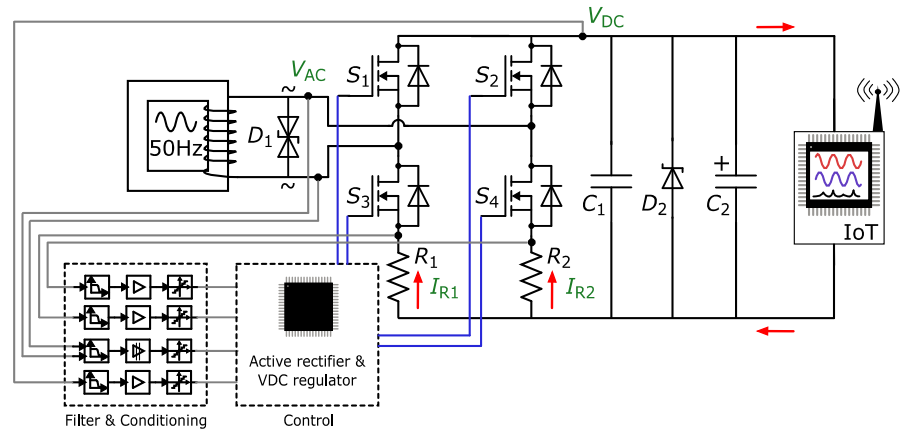 V_DC
V_AC
S_1
S_2
50Hz
D_1
S_3
S_4
C_1
D_2
+
C_2
IoT
R_1
I_R1
R_2
I_R2
Active rectifier &
VDC regulator
Filter & Conditioning
Control